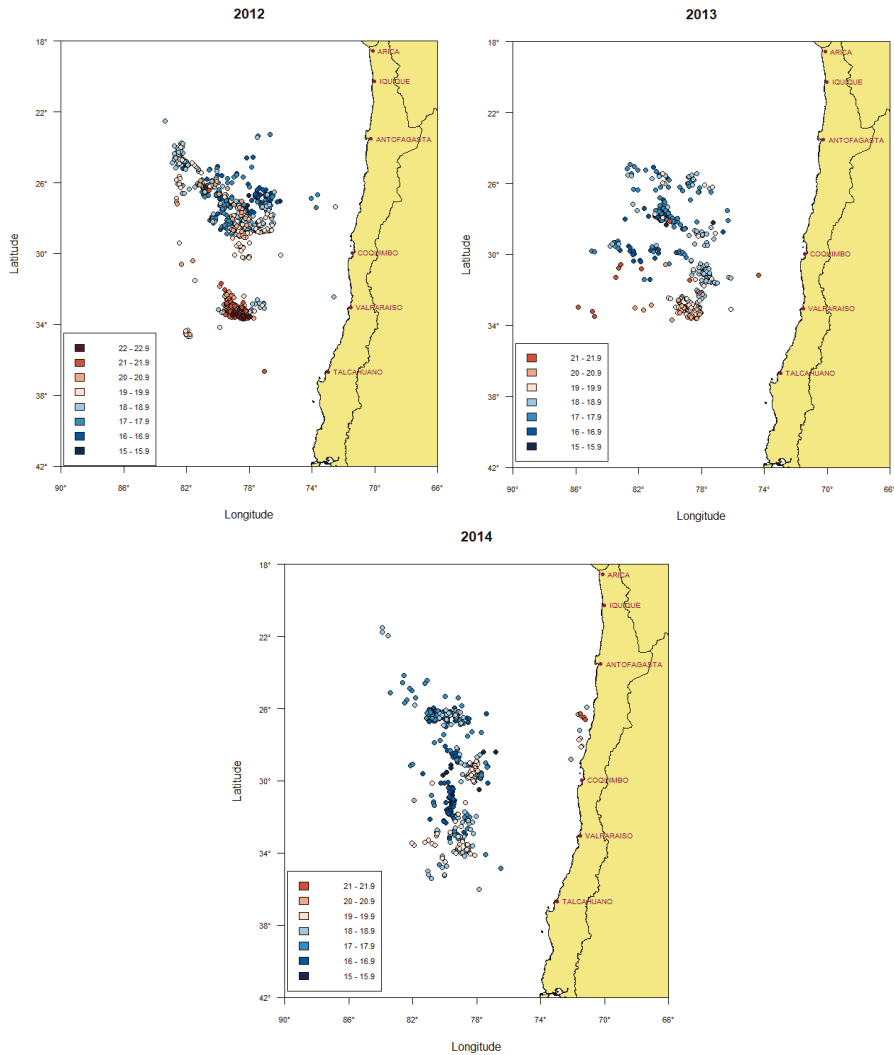 2012
18°
22°
26°
30°
34°
38°
42°
Latitude
ARICA
IQUIQUE
ANTOFAGASTA
COQUIMBO
VALPARAISO
TALCAHUANO
22 - 22.9
21 - 21.9
20 - 20.9
19 - 19.9
18 - 18.9
17 - 17.9
16 - 16.9
15 - 15.9
90°
82°
78°
74°
70°
66°
Longitude
2013
18°
22°
26°
30°
34°
38°
42°
Latitude
ARICA
IQUIQUE
ANTOFAGASTA
COQUIMBO
VALPARAISO
TALCAHUANO
21 - 21.9
20 - 20.9
19 - 19.9
18 - 18.9
17 - 17.9
16 - 16.9
15 - 15.9
90°
86°
82°
78°
74°
70°
66°
Longitude
2014
18°
22°
26°
30°
34°
38°
42°
Latitude
ARICA
IQUIQUE
ANTOFAGASTA
COQUIMBO
VALPARAISO
TALCAHUANO
21 - 21.9
20 - 20.9
19 - 19.9
18 - 18.9
17 - 17.9
16 - 16.9
15 - 15.9
90°
86°
82°
78°
74°
70°
66°
Longitude